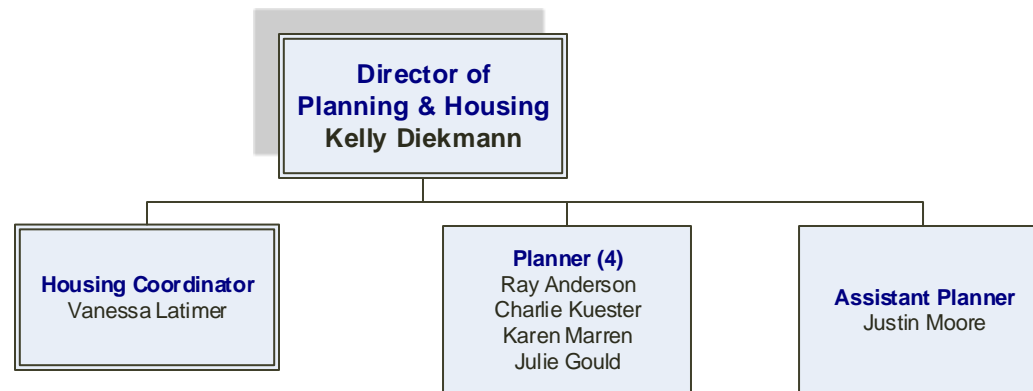 Director of
Planning & Housing
Kelly Diekmann
Housing Coordinator
Vanessa Latimer
Planner (4)
Ray Anderson
Charlie Kuester
Karen Marren
Julie Gould
Assistant Planner
Justin Moore